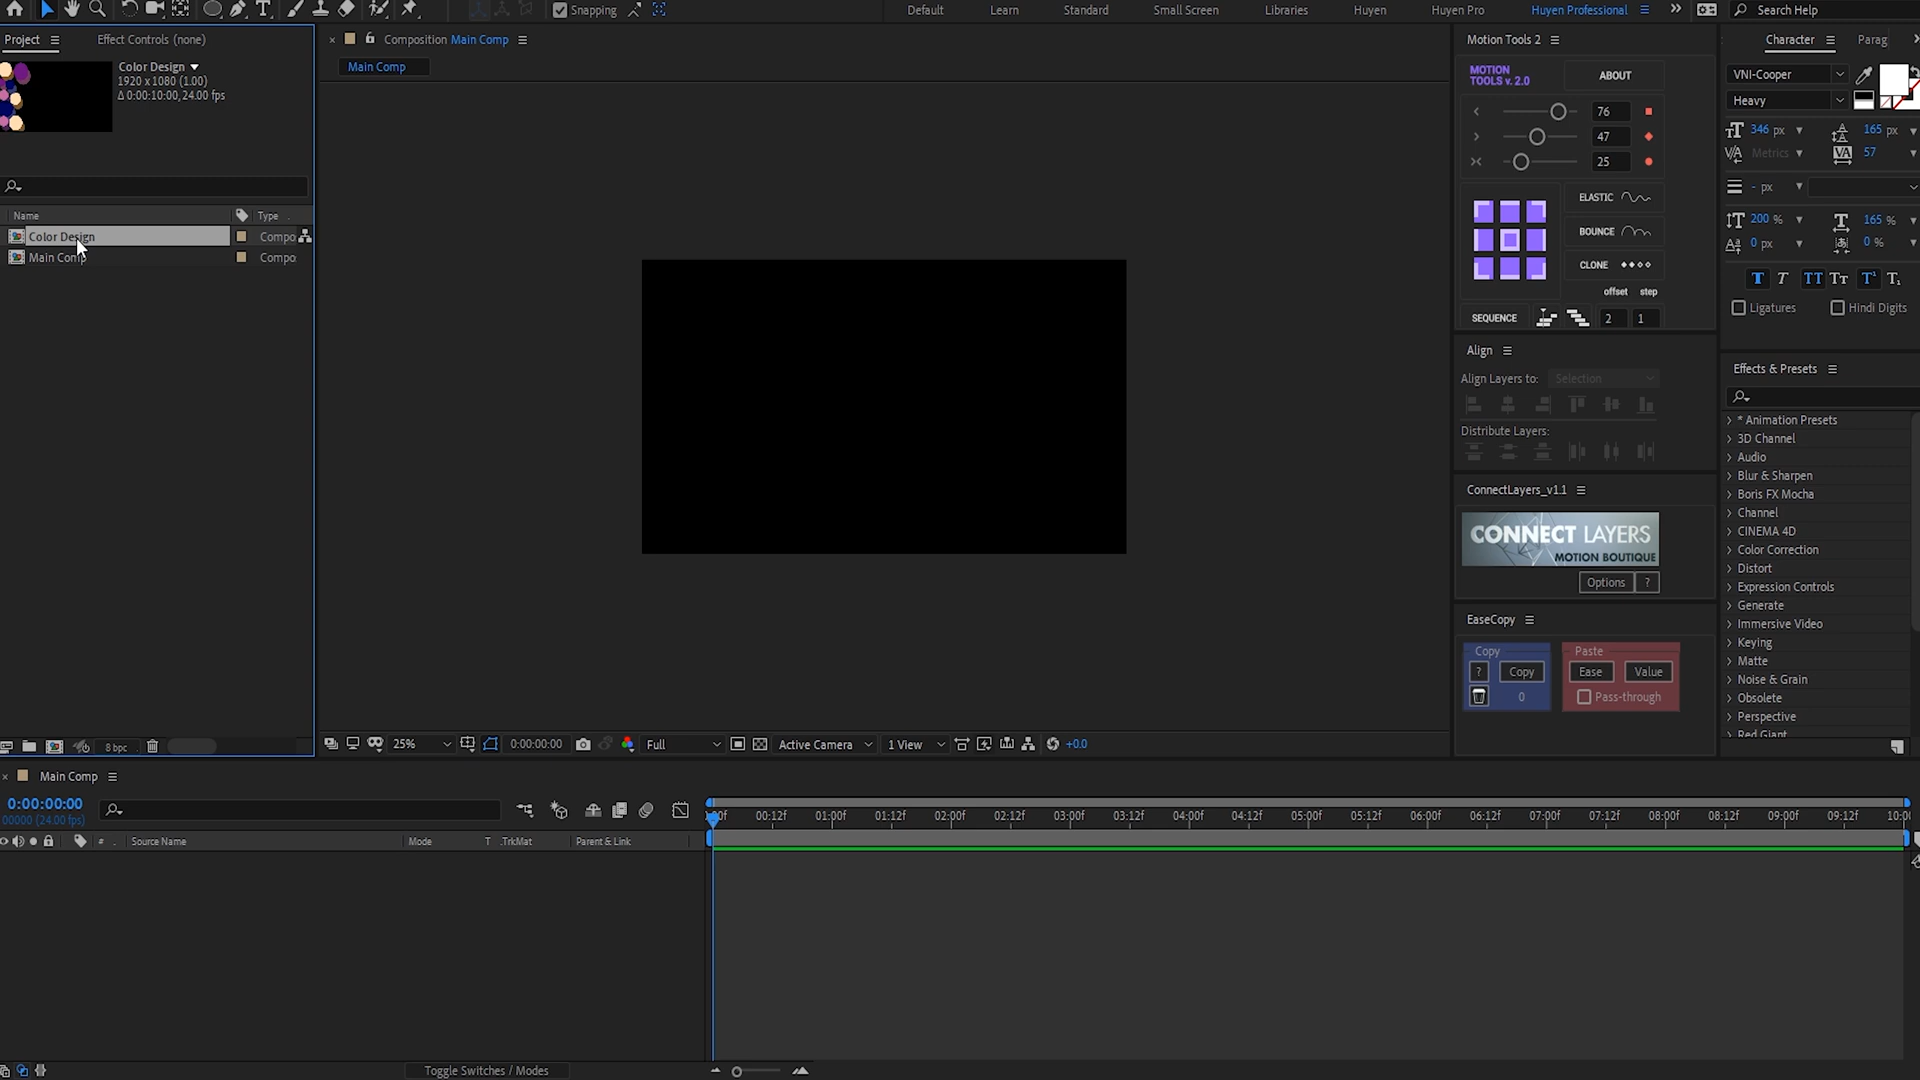 Snapping
Default
Learn
Standard
Small Screen
Libraries
Huyen
Huyen Pro
Huyen Professional
Search Help
Project
Effect Controls (none)
Composition Main Comp
Main Comp
Color Design
1920 x 1080 (1.00)
Δ 0:00:10:00, 24.00 fps
Name
Type
Color Design
Compo
Main Comp
Compo
8 bpc
25%
0:00:00:00
Full
Active Camera
1 View
+0.0
Motion Tools 2
MOTION
TOOLS v. 2.0
ABOUT
76
47
25
ELASTIC
BOUNCE
CLONE
offset step
SEQUENCE
2
1
Align
Align Layers to:
Selection
Distribute Layers:
ConnectLayers_v1.1
CONNECT LAYERS
MOTION BOUTIQUE
Options
?
EaseCopy
Copy
Paste
?
Copy
Ease
Value
0
Pass-through
Character
Parag
VNI-Cooper
Heavy
346 px
165 px
Metrics
57
- px
200 %
165 %
0 px
0 %
Ligatures
Hindi Digits
Effects & Presets
* Animation Presets
3D Channel
Audio
Blur & Sharpen
Boris FX Mocha
Channel
CINEMA 4D
Color Correction
Distort
Expression Controls
Generate
Immersive Video
Keying
Matte
Noise & Grain
Obsolete
Perspective
Red Giant
Main Comp
0:00:00:00
00000 (24.00 fps)
#
Source Name
Mode
T .TrkMat
Parent & Link
00:12f
01:00f
01:12f
02:00f
02:12f
03:00f
03:12f
04:00f
04:12f
05:00f
05:12f
06:00f
06:12f
07:00f
07:12f
08:00f
08:12f
09:00f
09:12f
10:0
Toggle Switches / Modes